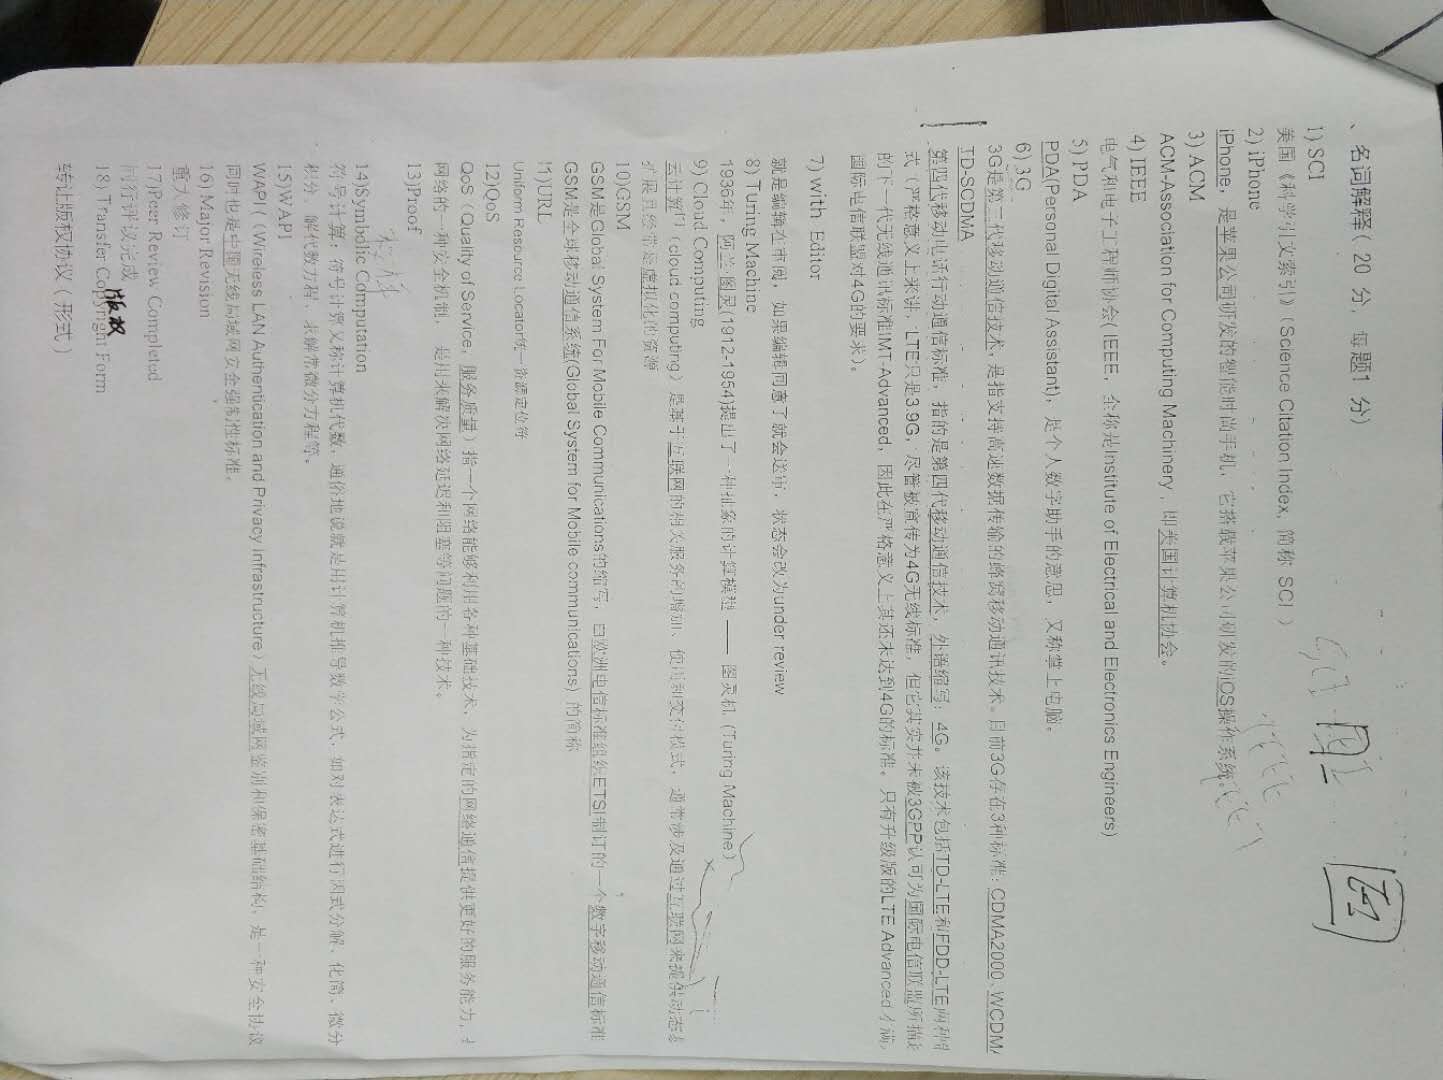 、名词解释( 20 分, 每题1 分)
1) SCI
美国《科学引文索引》(Science Citation Index, 简称 SCI )
2) iPhone
iPhone，是苹果公司研发的智能时尚手机，它搭载苹果公司研发的iOS操作系统。
3) ACM
ACM-Association for Computing Machinery , 即美国计算机协会。
4) IEEE
电气和电子工程师协会( IEEE，全称是Institute of Electrical and Electronics Engineers)
5) PDA
PDA(Personal Digital Assistant)，是个人数字助手的意思，又称掌上电脑。
6) 3G
3G是第三代移动通信技术，是指支持高速数据传输的蜂窝移动通讯技术。目前3G存在3种标准：CDMA2000、WCDMA
TD-SCDMA
第四代移动电话行动通信标准，指的是第四代移动通信技术，外语缩写：4G。该技术包括TD-LTE和FDD-LTE两种制
式（严格意义上来讲，LTE只是3.9G，尽管被宣传为4G无线标准，但它其实并未被3GPP认可为国际电信联盟所描述
的下一代无线通讯标准IMT-Advanced，因此在严格意义上其还未达到4G的标准。只有升级版的LTE Advanced才满
国际电信联盟对4G的要求)。
7) with Editor
就是编辑在审阅，如果编辑同意了就会送审，状态会改为under review
8) Turing Machine
1936年，阿兰·图灵(1912-1954)提出了一种抽象的计算模型 —— 图灵机 (Turing Machine)
9) Cloud Computing
云计算（cloud computing）是基于互联网的相关服务的增加、使用和交付模式，通常涉及通过互联网来提供动态易
扩展且经常是虚拟化的资源
10)GSM
GSM是Global System For Mobile Communications的缩写，由欧洲电信标准组织ETSI制订的一个数字移动通信标准
GSM是全球移动通信系统(Global System for Mobile communications) 的简称
11)URL
Uniform Resource Locator统一资源定位符
12)QoS
QoS（Quality of Service，服务质量）指一个网络能够利用各种基础技术，为指定的网络通信提供更好的服务能力,
网络的一种安全机制， 是用来解决网络延迟和阻塞等问题的一种技术。
13)Proof
校样
14)Symbolic Computation
符号计算：符号计算又称计算机代数，通俗地说就是用计算机推导数学公式，如对表达式进行因式分解、化简、微分
积分、解代数方程、求解常微分方程等。
15)WAPI
WAPI (（Wireless LAN Authentication and Privacy Infrastructure）无线局域网鉴别和保密基础结构，是一种安全协议
同时也是中国无线局域网安全强制性标准。
16) Major Revision
重大修订
17)Peer Review Completed
同行评议完成
版权
18) Transfer Copyright Form
转让版权协议（形式）